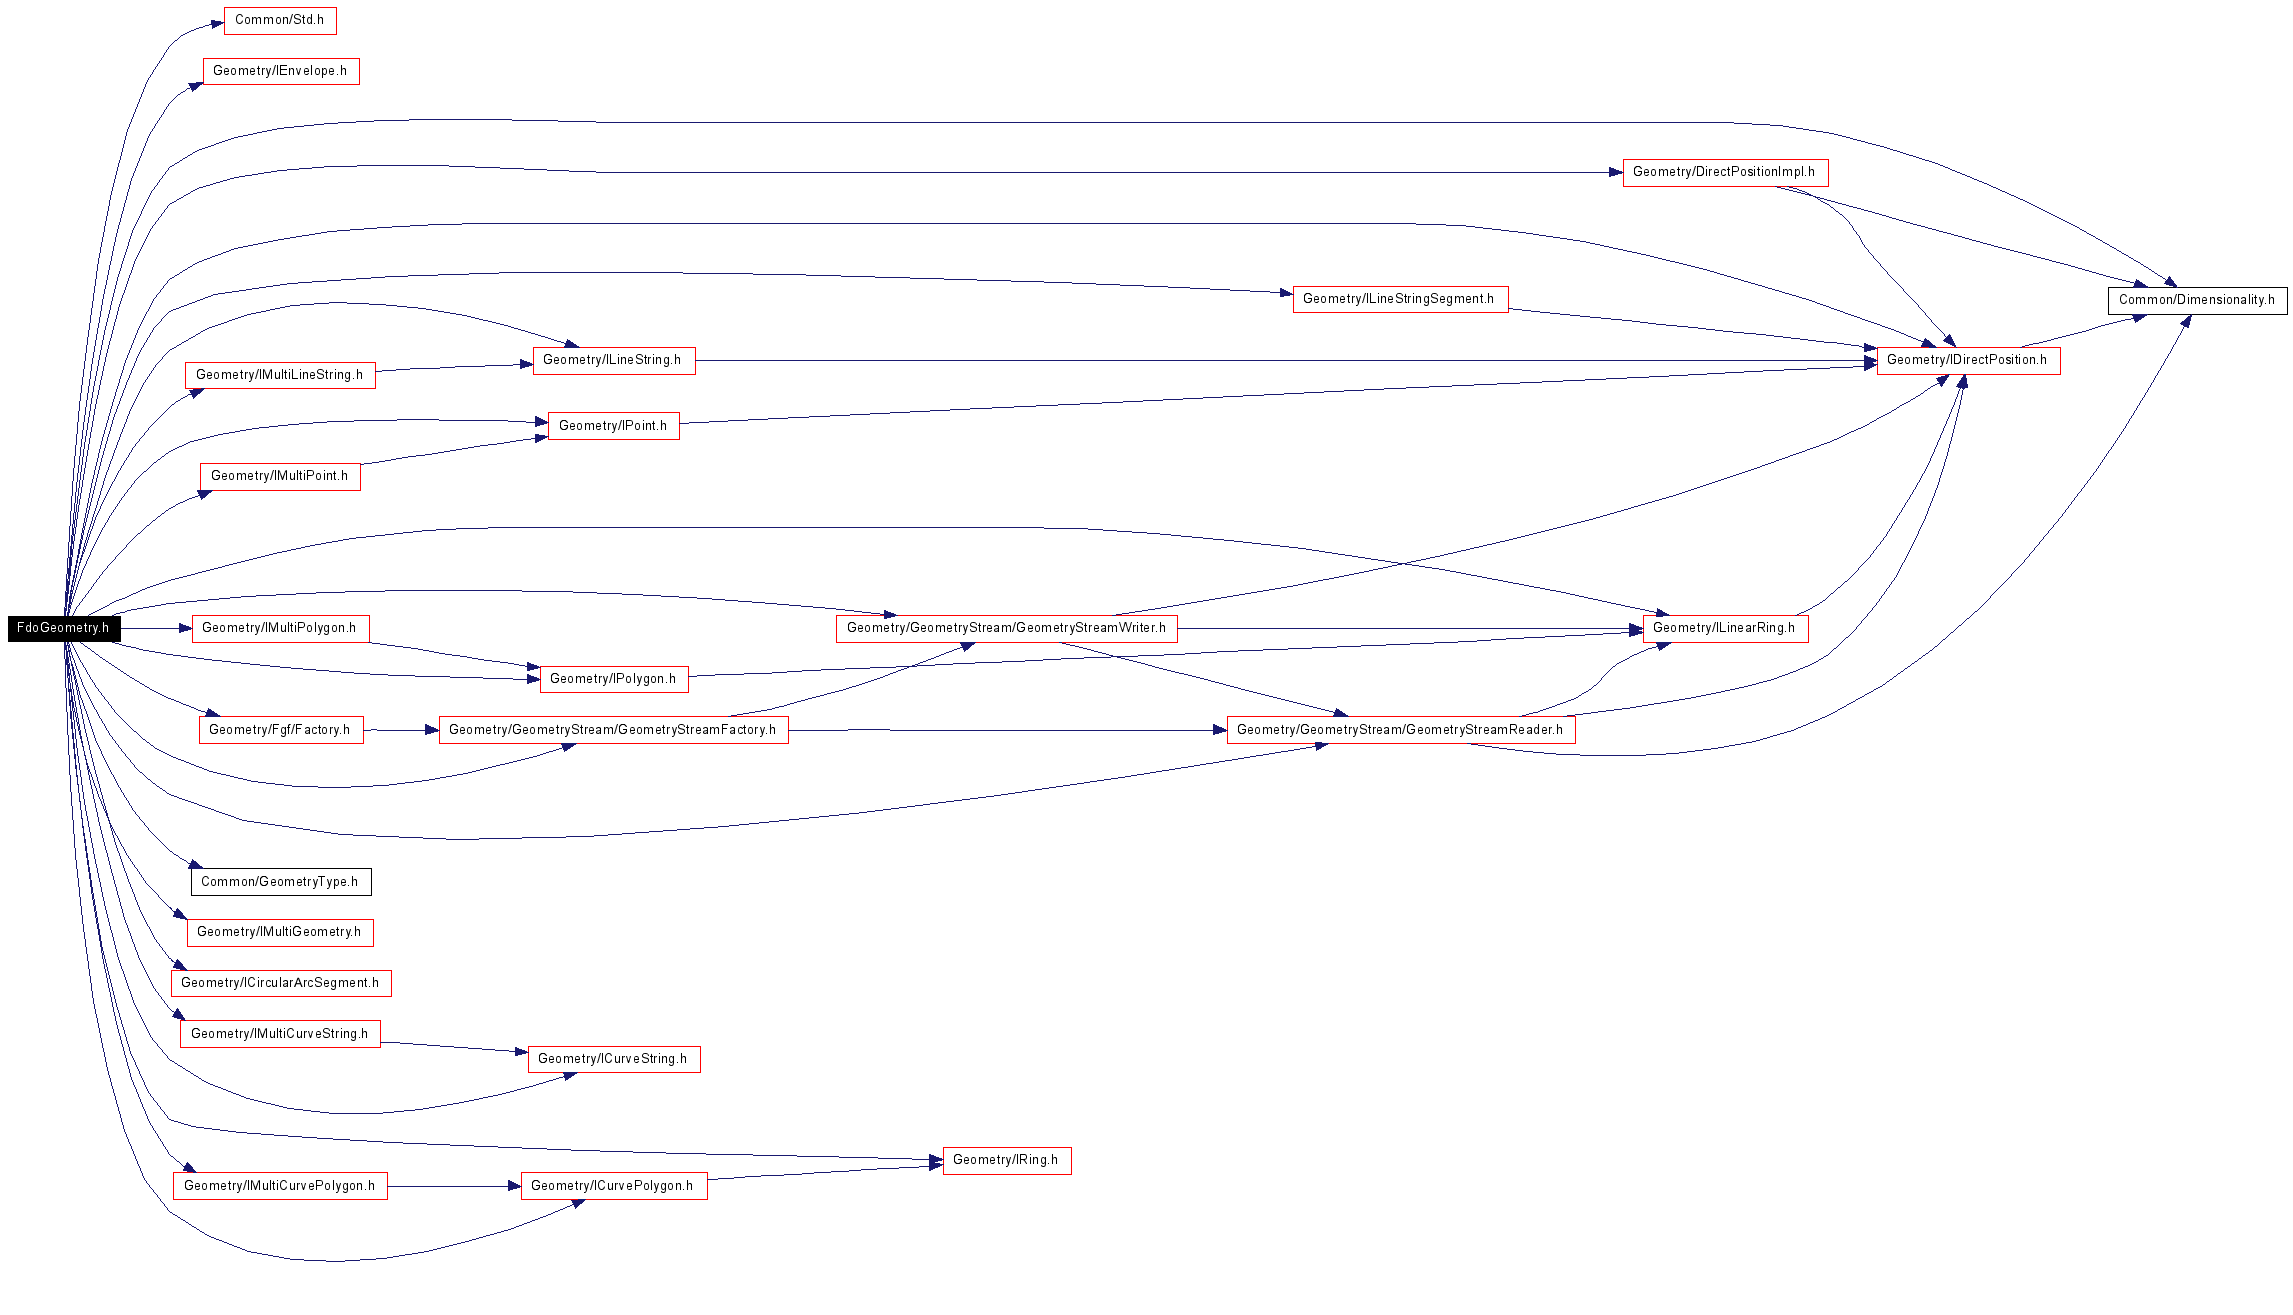 Common/Std.h
Geometry/IEnvelope.h
Geometry/DirectPositionImpl.h
Geometry/ILineStringSegment.h
Common/Dimensionality.h
Geometry/ILineString.h
Geometry/IDirectPosition.h
Geometry/IMultiLineString.h
Geometry/IPoint.h
Geometry/IMultiPoint.h
FdoGeometry.h
Geometry/IMultiPolygon.h
Geometry/GeometryStream/GeometryStreamWriter.h
Geometry/ILinearRing.h
Geometry/IPolygon.h
Geometry/Fgf/Factory.h
Geometry/GeometryStream/GeometryStreamFactory.h
Geometry/GeometryStream/GeometryStreamReader.h
Common/GeometryType.h
Geometry/IMultiGeometry.h
Geometry/ICircularArcSegment.h
Geometry/IMultiCurveString.h
Geometry/ICurveString.h
Geometry/IRing.h
Geometry/IMultiCurvePolygon.h
Geometry/ICurvePolygon.h